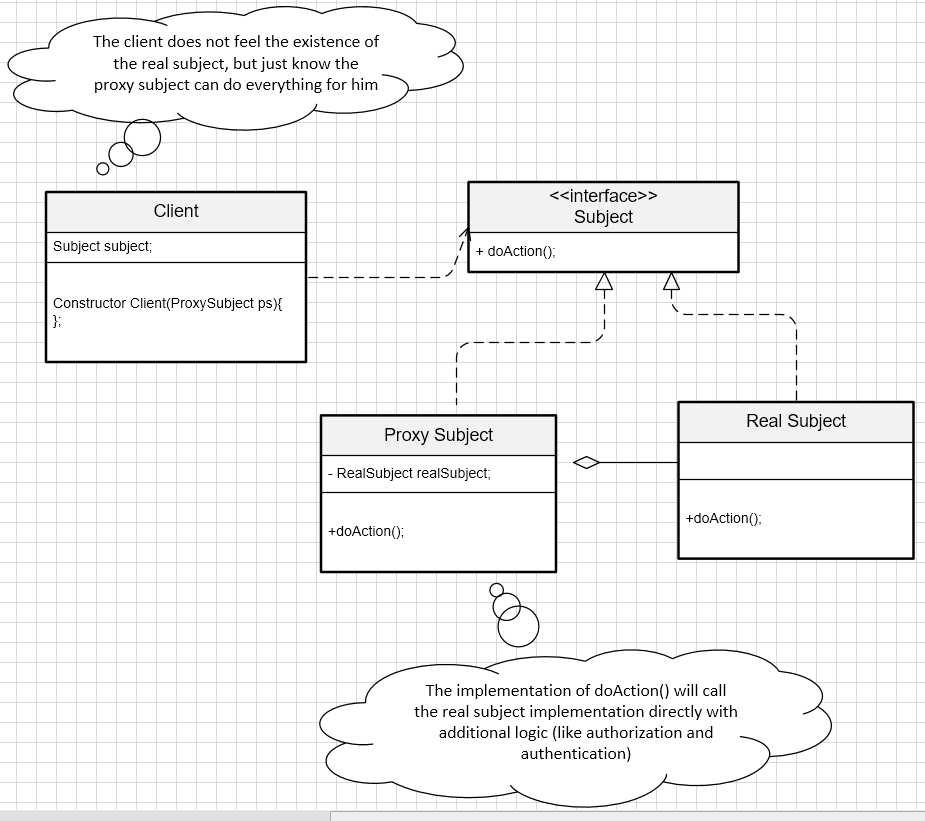 The client does not feel the existence of
the real subject, but just know the
proxy subject can do everything for him
Client
Subject subject;
Constructor Client(ProxySubject ps){
};
<<interface>>
Subject
+ doAction();
Proxy Subject
- RealSubject realSubject;
+doAction();
Real Subject
+doAction();
The implementation of doAction() will call
the real subject implementation directly with
additional logic (like authorization and
authentication)